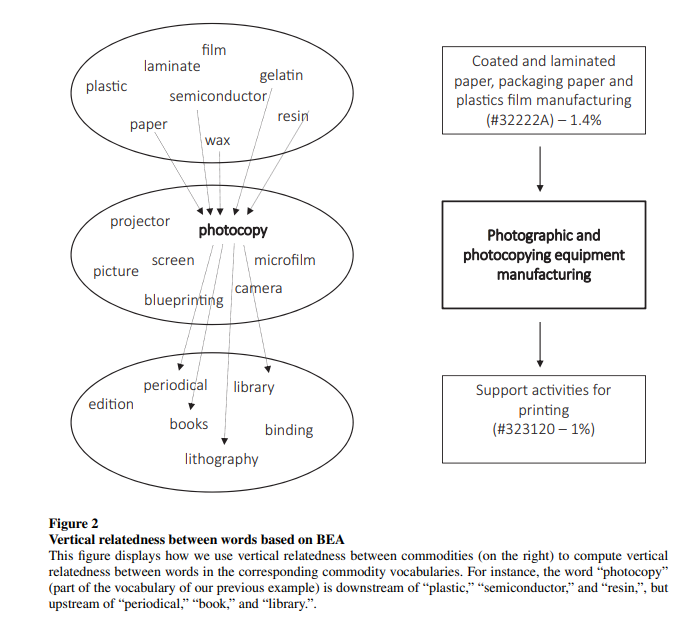 film
laminate
gelatin
plastic
semiconductor
resin
paper
wax
projector
photocopy
screen
microfilm
picture
camera
blueprinting
periodical
library
edition
books
binding
lithography
Coated and laminated
paper, packaging paper and
plastics film manufacturing
(#32222A) – 1.4%
Photographic and
photocopying equipment
manufacturing
Support activities for
printing
(#323120 – 1%)
Figure 2
Vertical relatedness between words based on BEA
This figure displays how we use vertical relatedness between commodities (on the right) to compute vertical
relatedness between words in the corresponding commodity vocabularies. For instance, the word “photocopy”
(part of the vocabulary of our previous example) is downstream of “plastic,” “semiconductor,” and “resin,”, but
upstream of “periodical,” “book,” and “library.”.